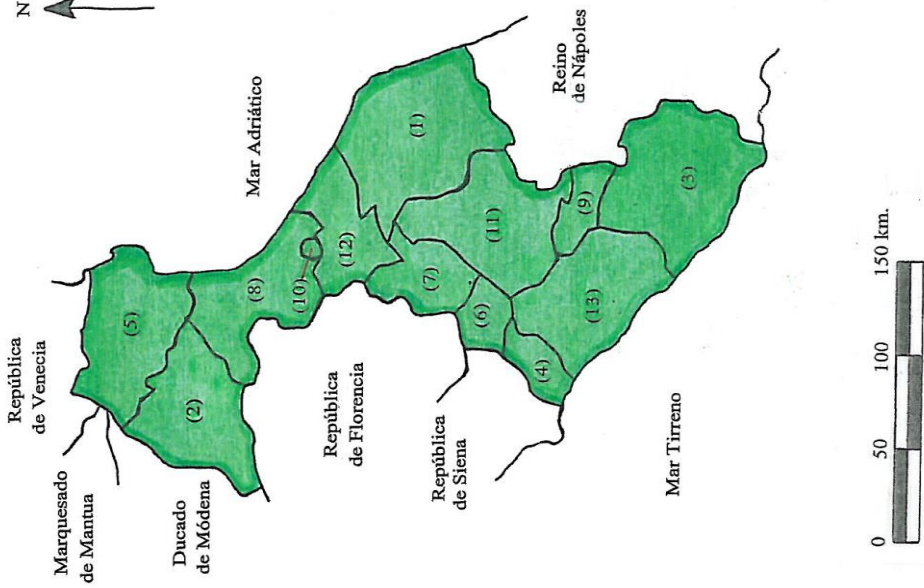 N
República
de Venecia
Marquesado
de Mantua
Ducado
de Módena
Mar Adriático
República
de Florencia
República
de Siena
Reino
de Nápoles
Mar Tirreno
(5)
(2)
(8)
(10)
(12)
(1)
(7)
(11)
(6)
(9)
(4)
(13)
(3)
0
50
100
150 km.